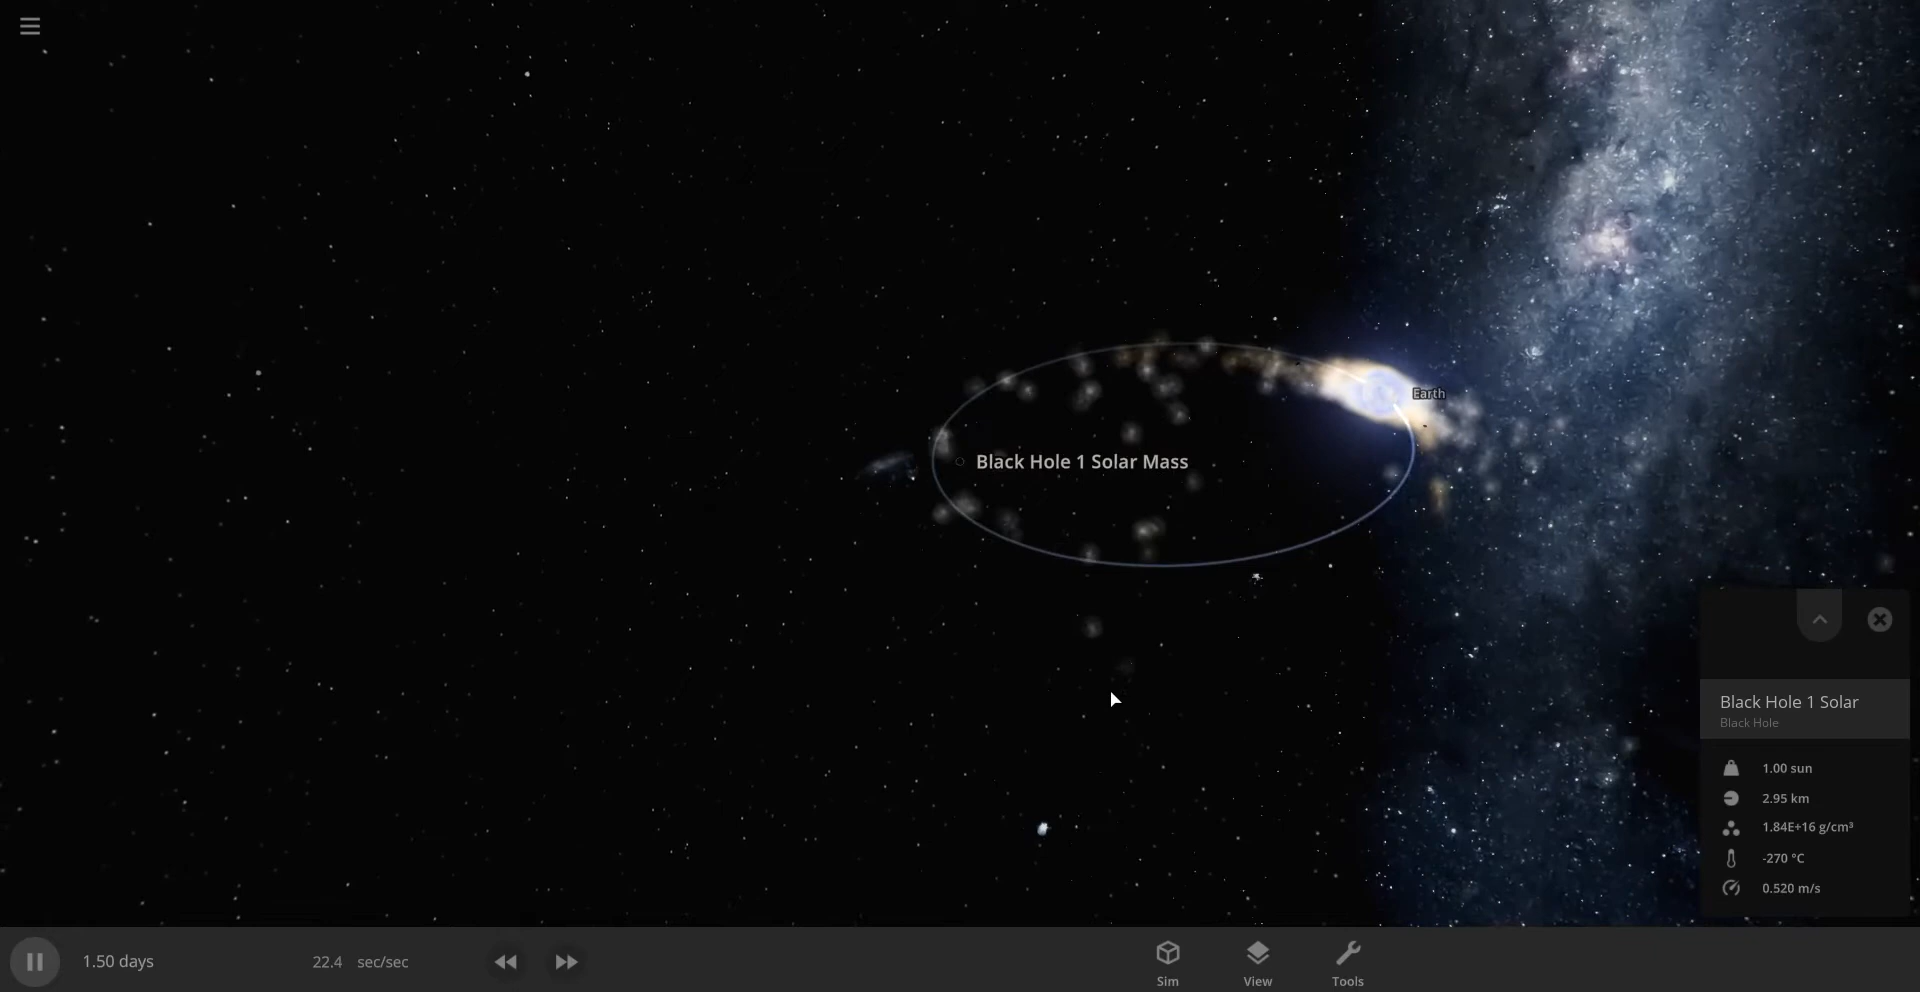 Earth
Black Hole 1 Solar Mass
Black Hole 1 Solar
Black Hole
1.00 sun
2.95 km
1.84E+16 g/cm³
-270 °C
0.520 m/s
1.50 days
22.4 sec/sec
Sim
View
Tools